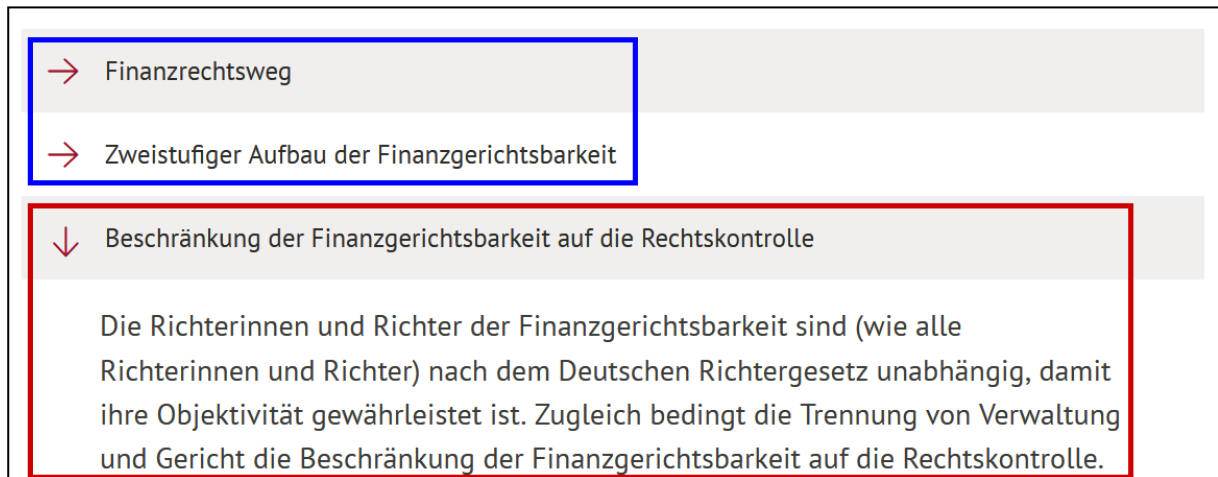 Finanzrechtsweg
Zweistufiger Aufbau der Finanzgerichtsbarkeit
Beschränkung der Finanzgerichtsbarkeit auf die Rechtskontrolle
Die Richterinnen und Richter der Finanzgerichtsbarkeit sind (wie alle
Richterinnen und Richter) nach dem Deutschen Richtergesetz unabhängig, damit
ihre Objektivität gewährleistet ist. Zugleich bedingt die Trennung von Verwaltung
und Gericht die Beschränkung der Finanzgerichtsbarkeit auf die Rechtskontrolle.